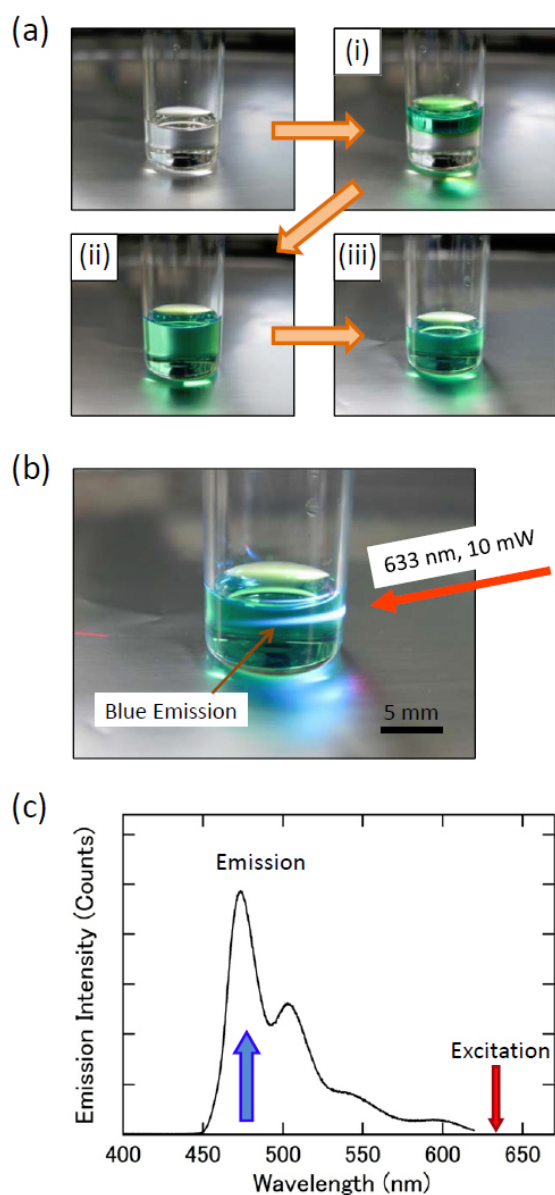 (a)
(i)
(ii)
(iii)
(b)
633 nm, 10 mW
Blue Emission
5 mm
(c)
Emission Intensity (Counts)
Emission
Excitation
400 450 500 550 600 650
Wavelength (nm)